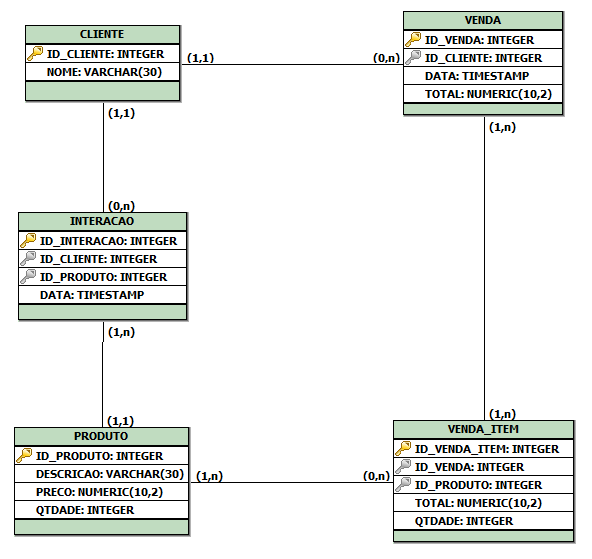 CLIENTE
ID_CLIENTE: INTEGER
NOME: VARCHAR(30)
(1,1)
(0,n)
VENDA
ID_VENDA: INTEGER
ID_CLIENTE: INTEGER
DATA: TIMESTAMP
TOTAL: NUMERIC(10,2)
(1,1)
(1,n)
(0,n)
INTERACAO
ID_INTERACAO: INTEGER
ID_CLIENTE: INTEGER
ID_PRODUTO: INTEGER
DATA: TIMESTAMP
(1,n)
(1,1)
(1,n)
PRODUTO
ID_PRODUTO: INTEGER
DESCRICAO: VARCHAR(30)
PRECO: NUMERIC(10,2)
QTDADE: INTEGER
(1,n)
(0,n)
VENDA_ITEM
ID_VENDA_ITEM: INTEGER
ID_VENDA: INTEGER
ID_PRODUTO: INTEGER
TOTAL: NUMERIC(10,2)
QTDADE: INTEGER